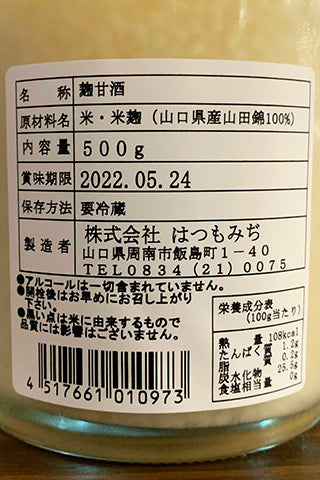 名称 麹甘酒
原材料名 米・米麹（山口県産山田錦100%）
内容量 500g
賞味期限 2022.05.24
保存方法 要冷蔵
製造者 株式会社 はつもみぢ
山口県周南市飯島町1-40
TEL0834(21)0075
●アルコールは一切含まれていません。
●開栓後はお早めにお召し上がり
下さい。
●黒い点は米に由来するもので
品質には影響はございません。
栄養成分表
(100g当たり)
熱量 108kcal
たんぱく質 1.2g
脂質 0.2g
炭水化物 25.5g
食塩相当量 0g
4 517661 010973